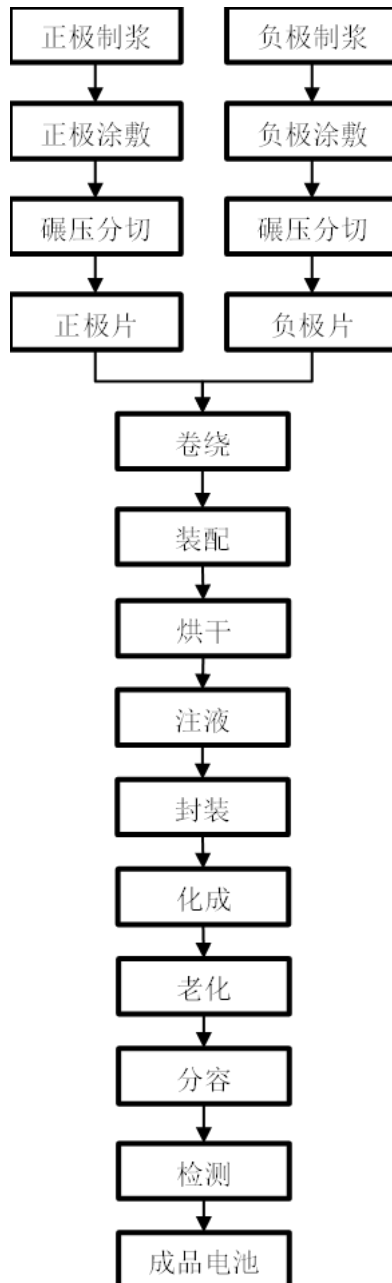 正极制浆
负极制浆
正极涂敷
负极涂敷
碾压分切
碾压分切
正极片
负极片
卷绕
装配
烘干
注液
封装
化成
老化
分容
检测
成品电池